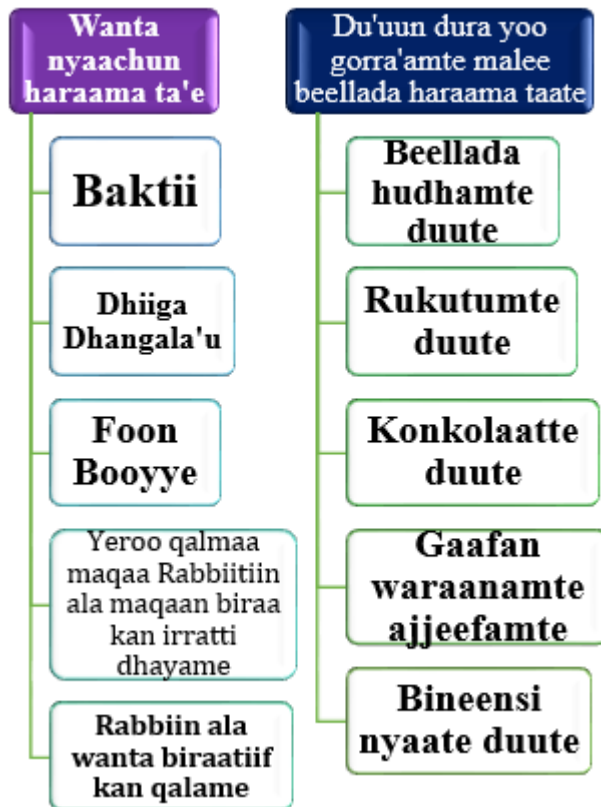 Wanta
nyaachun
haraama ta'e
Baktii
Dhiiga
Dhangala'u
Foon
Booyye
Yeroo qalmaa
maqaa Rabbiitiin
ala maqaan biraa
kan irratti
dhayame
Rabbiin ala
wanta biraatiif
kan qalame
Du'uun dura yoo
gorra'amte malee
beellada haraama taate
Beellada
hudhamte
duute
Rukutumte
duute
Konkolaatte
duute
Gaafan
waraanamte
ajjeefamte
Bineensi
nyaate duute